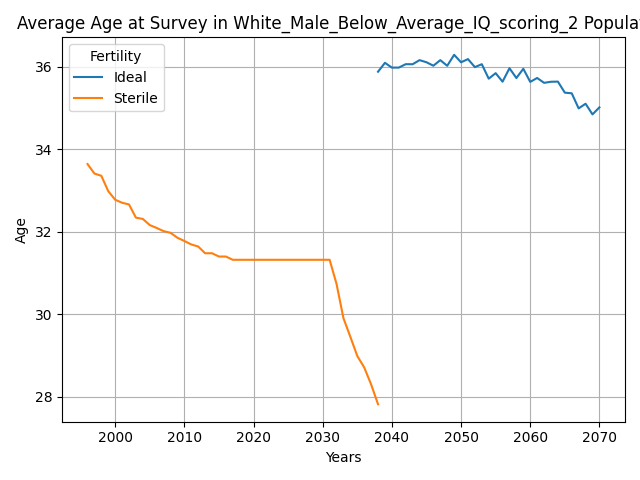 Average Age at Survey in White_Male_Below_Average_IQ_scoring_2 Popula
Fertility
Ideal
Sterile
Age
36
34
32
30
28
2000 2010 2020 2030 2040 2050 2060 2070
Years